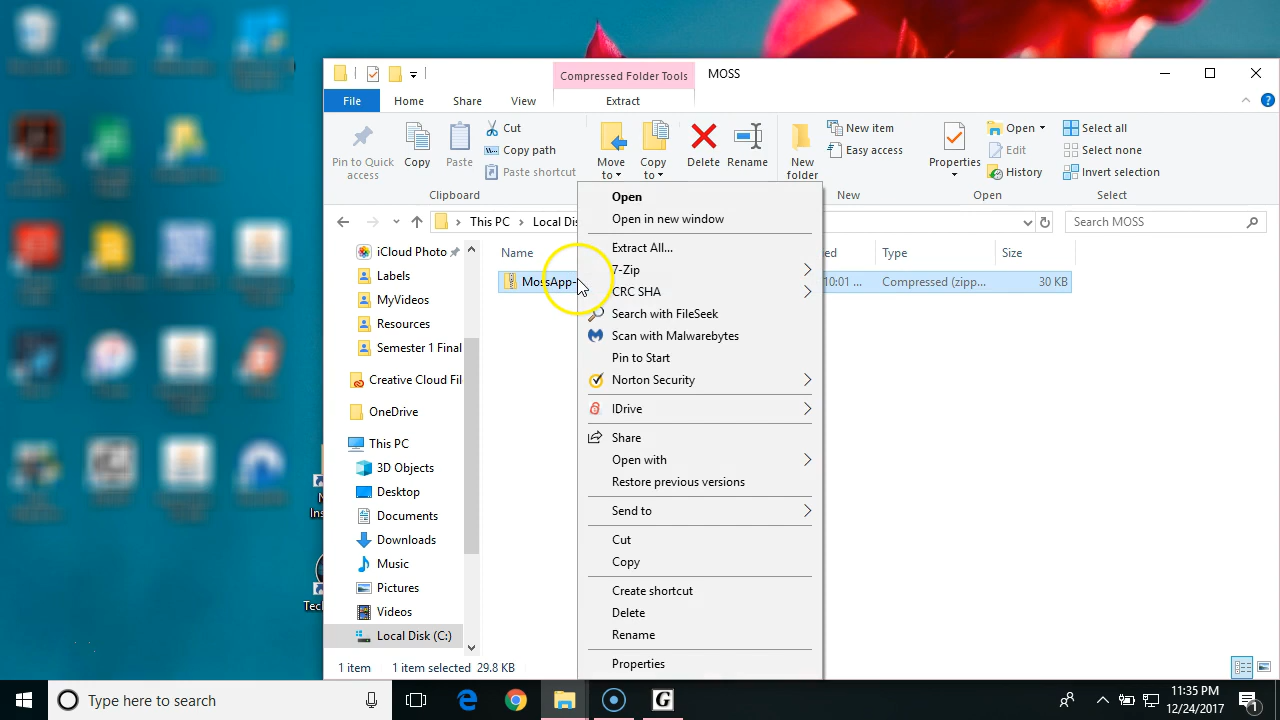 Compressed Folder Tools
MOSS
File
Home
Share
View
Extract
Pin to Quick access
Copy
Paste
Cut
Copy path
Paste shortcut
Clipboard
Move to
Copy to
Delete
Rename
New folder
New item
Easy access
New
Properties
Open
Edit
History
Open
Select all
Select none
Invert selection
Select
This PC
Local
Search MOSS
iCloud Photo
Labels
MyVideos
Resources
Semester 1 Final
Creative Cloud Fil
OneDrive
This PC
3D Objects
Desktop
Documents
Downloads
Music
Pictures
Videos
Local Disk (C:)
Name
Type
Size
MossApp-
10:01 ...
Compressed (zipp...
30 KB
Open
Open in new window
Extract All...
7-Zip
CRC SHA
Search with FileSeek
Scan with Malwarebytes
Pin to Start
Norton Security
IDrive
Share
Open with
Restore previous versions
Send to
Cut
Copy
Create shortcut
Delete
Rename
Properties
1 item
1 item selected 29.8 KB
Type here to search
G
11:35 PM
12/24/2017
1